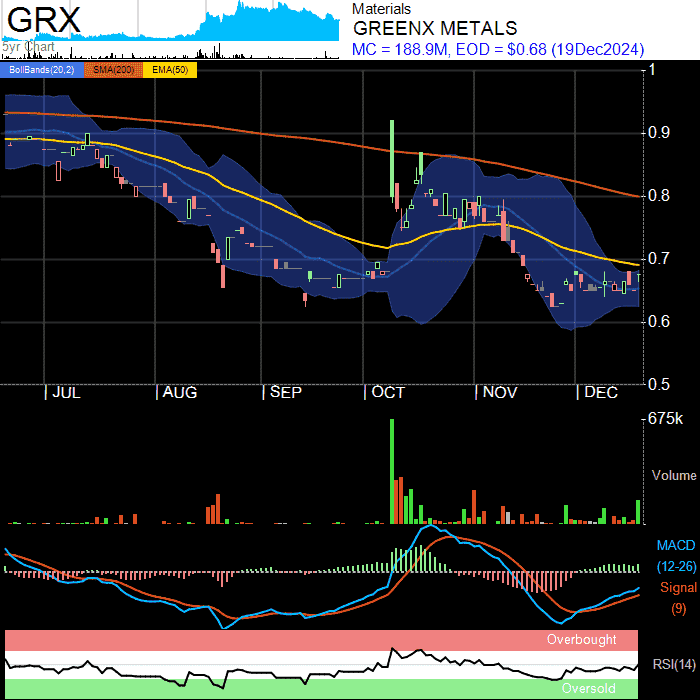 GRX
5yr Chart
Materials
GREENX METALS
MC = 188.9M, EOD = $0.68 (19Dec2024)
BollBands(20,2) SMA(200) EMA(50)
1
0.9
0.8
0.7
0.6
0.5
| JUL | AUG | SEP | OCT | NOV | DEC
675k
Volume
MACD
(12-26)
Signal
(9)
Overbought
RSI(14)
Oversold